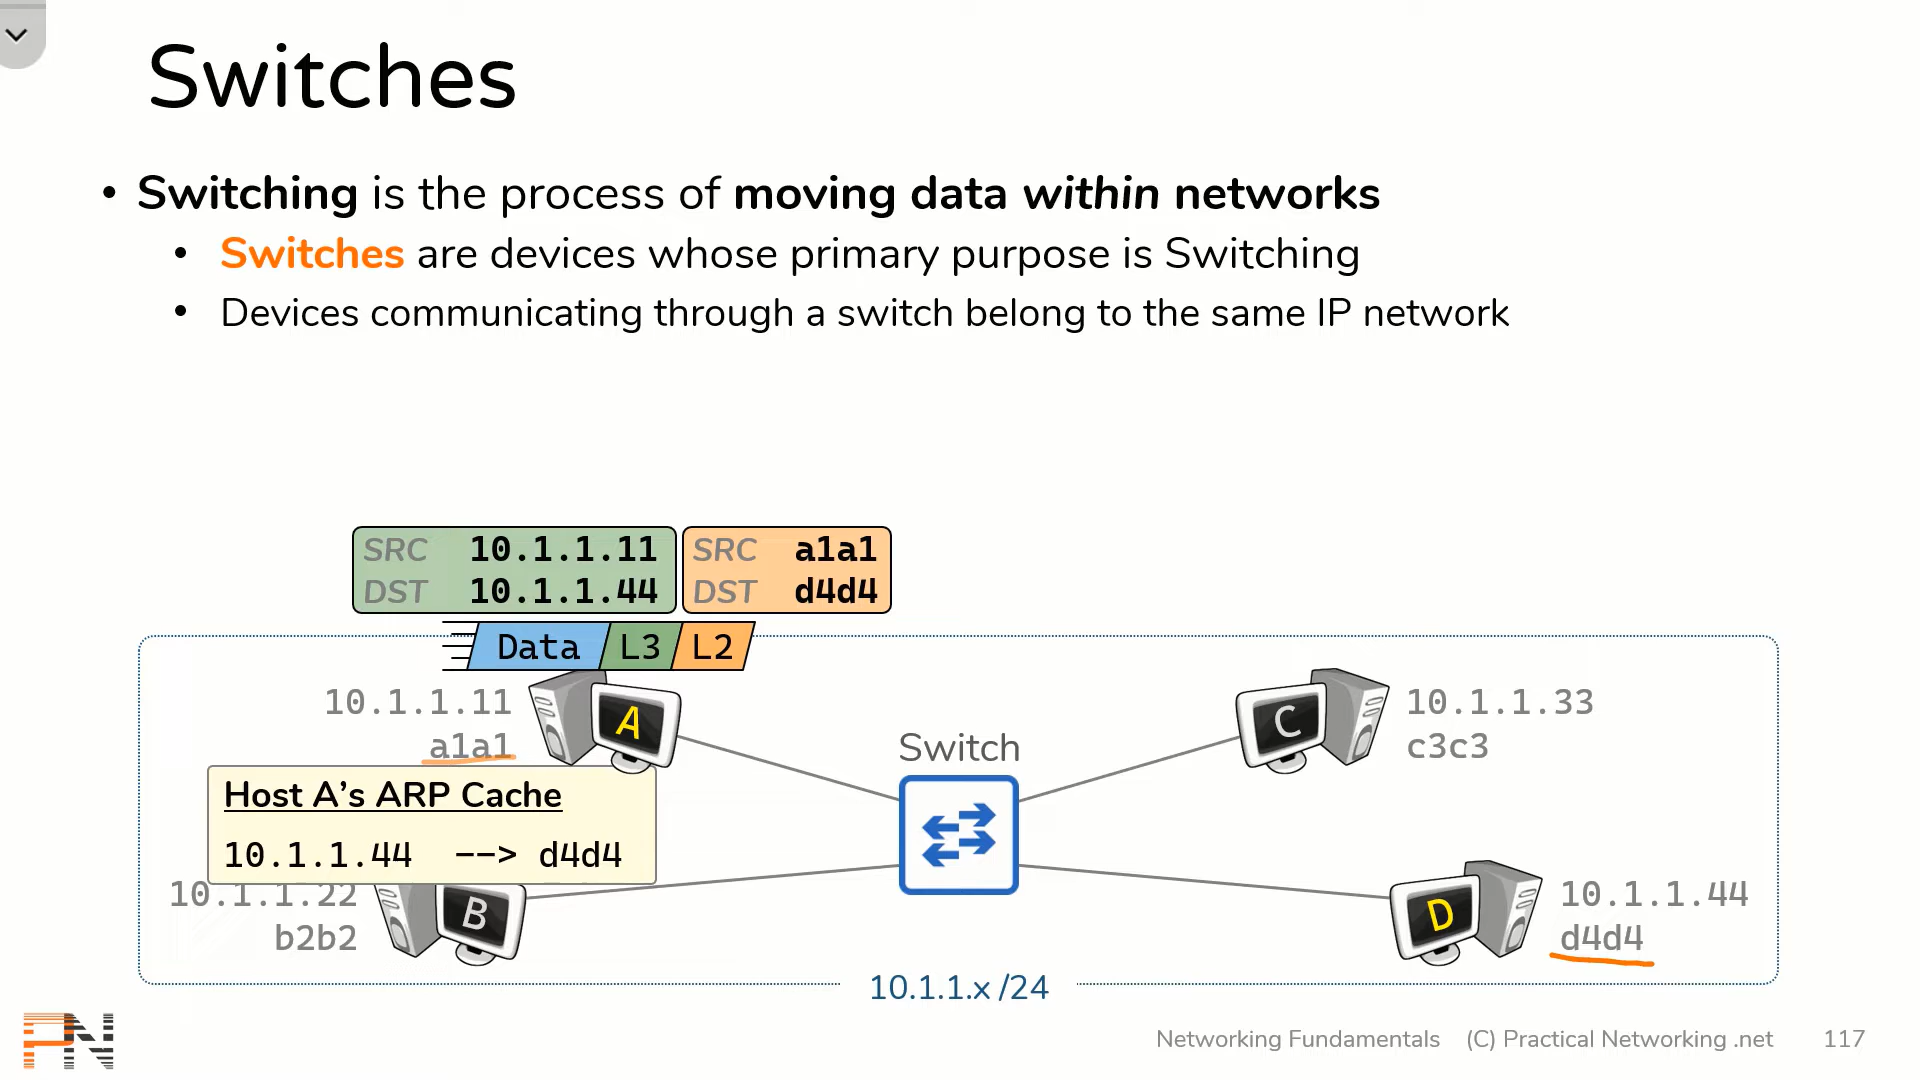 Switches
• Switching is the process of moving data within networks
• Switches are devices whose primary purpose is Switching
• Devices communicating through a switch belong to the same IP network
SRC 10.1.1.11
DST 10.1.1.44
SRC a1a1
DST d4d4
Data L3 L2
10.1.1.11
a1a1
A
Host A's ARP Cache
10.1.1.44 --> d4d4
10.1.1.22
b2b2
B
Switch
C
10.1.1.33
c3c3
D
10.1.1.44
d4d4
10.1.1.x /24
PN
Networking Fundamentals (C) Practical Networking .net 117